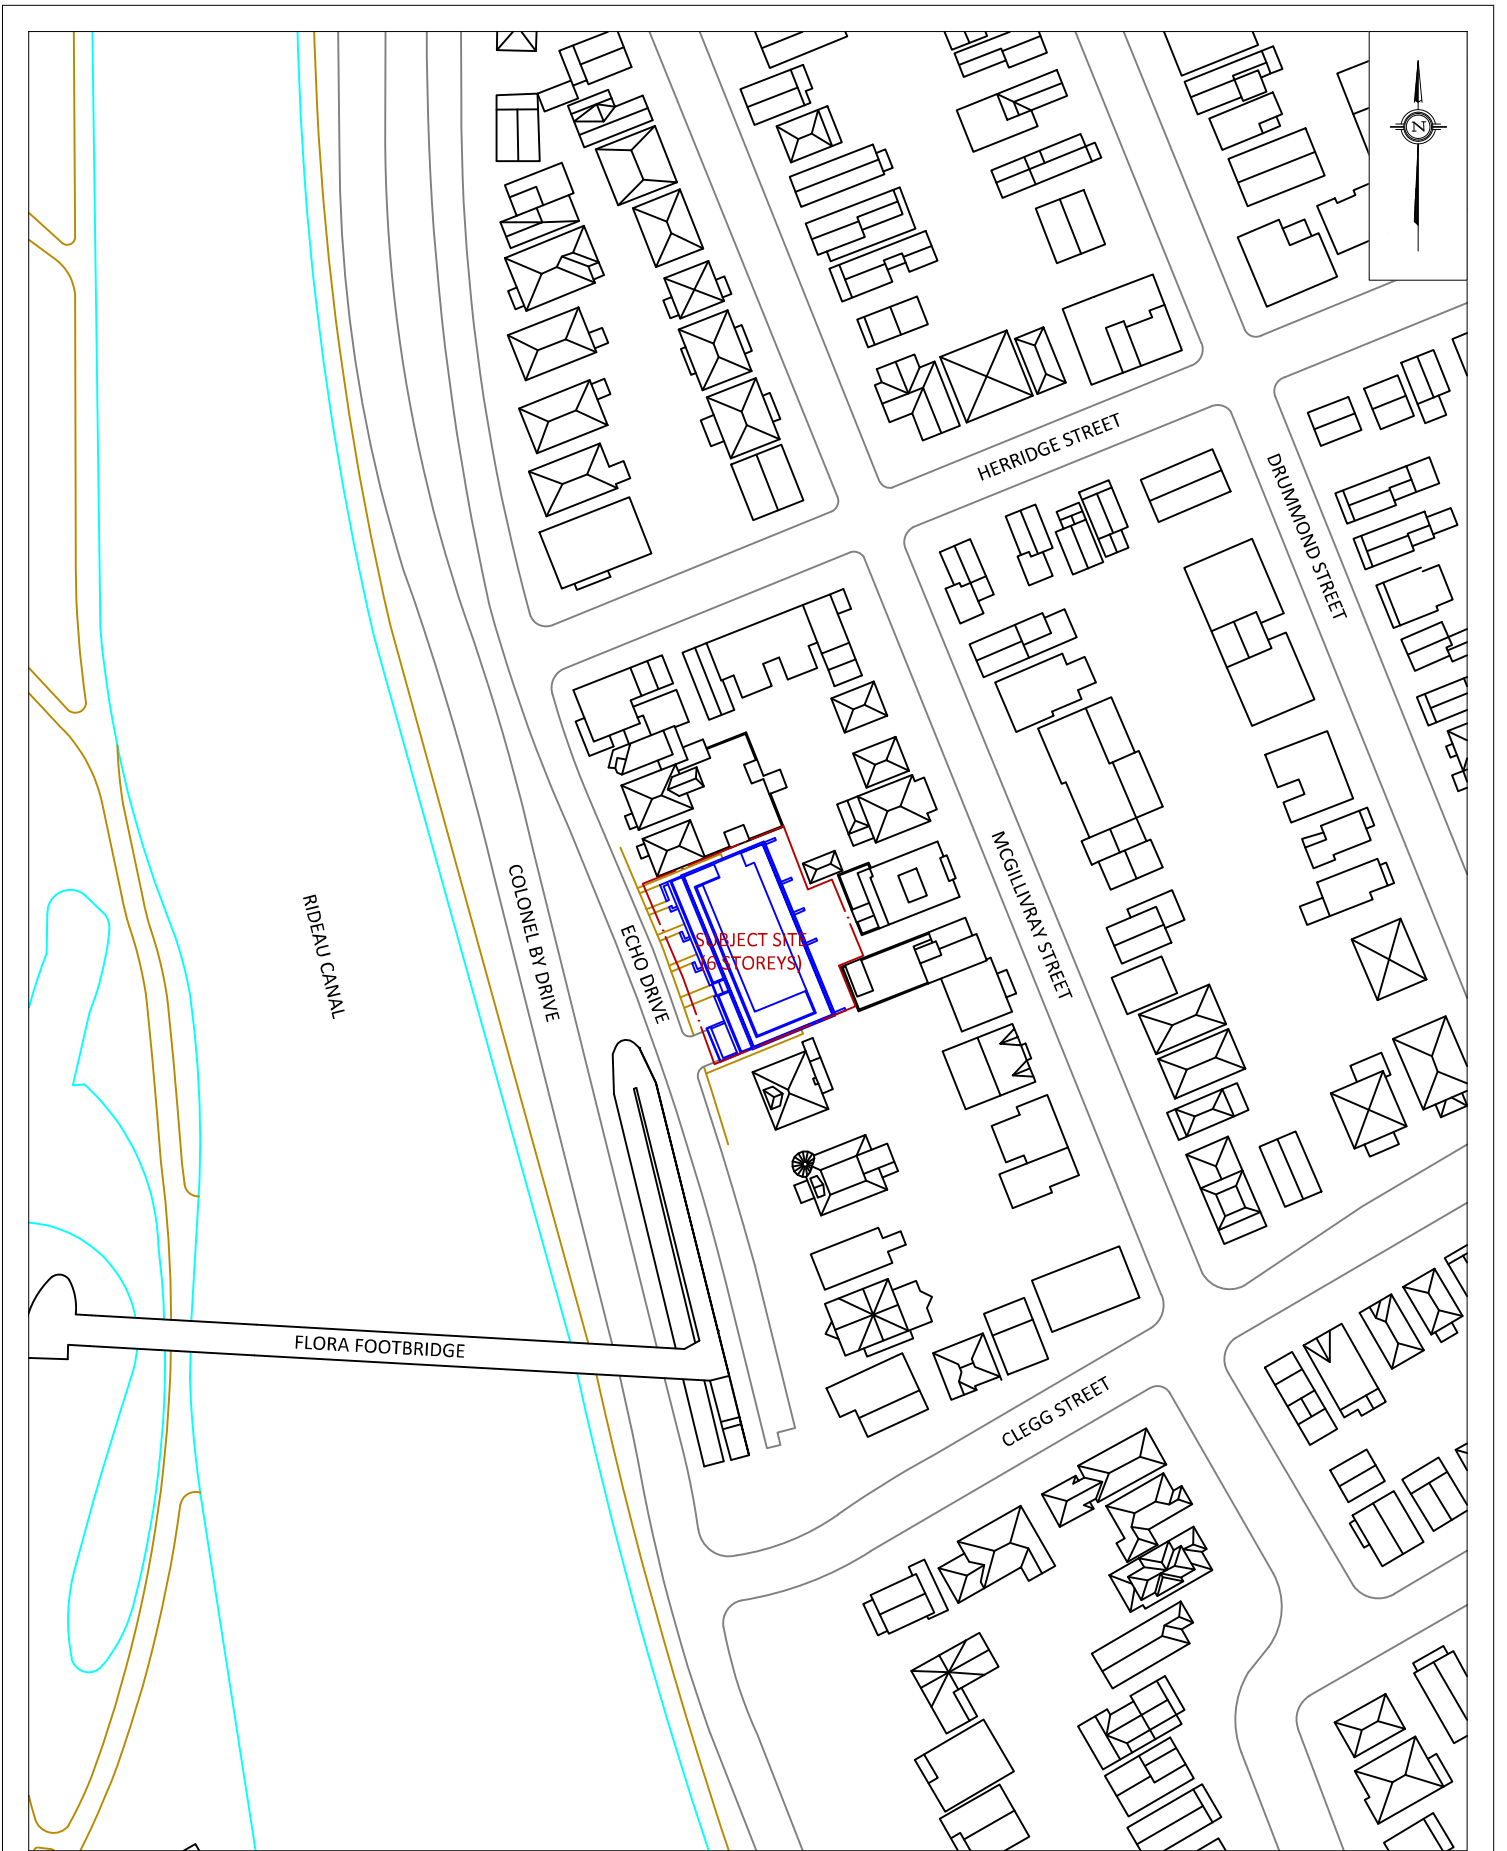 N
HERRIDGE STREET
DRUMMOND STREET
MCGILLIVRAY STREET
COLONEL BY DRIVE
RIDEAU CANAL
ECHO DRIVE
SUBJECT SITE
(6 STOREYS)
FLORA FOOTBRIDGE
CLEGG STREET